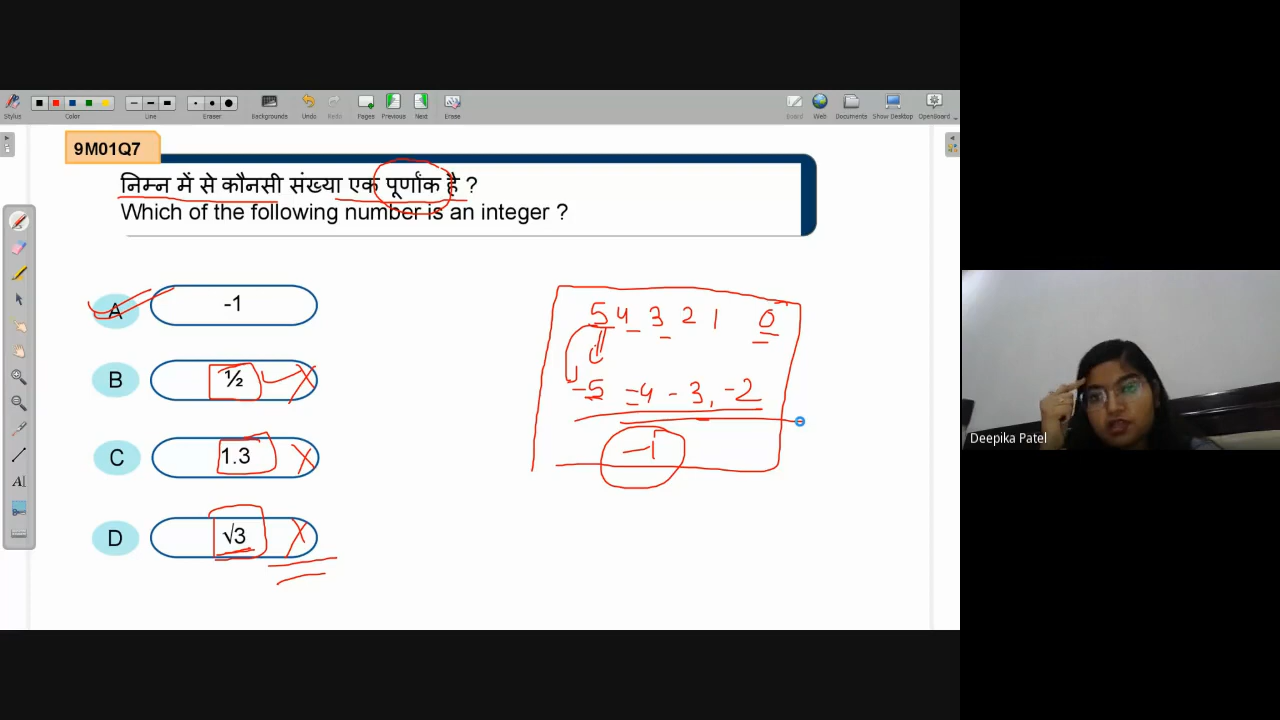 Stylus
Color
Line
Eraser
Backgrounds
Undo
Redo
Pages
Previous
Next
Erase
Board
Web
Documents
Show Desktop
OpenBoard
9M01Q7
निम्न में से कौनसी संख्या एक पूर्णांक है ?
Which of the following number is an integer ?
A
-1
B
½
C
1.3
D
√3
5 4 3 2 1 0
-5 -4 -3, -2
-1
Deepika Patel